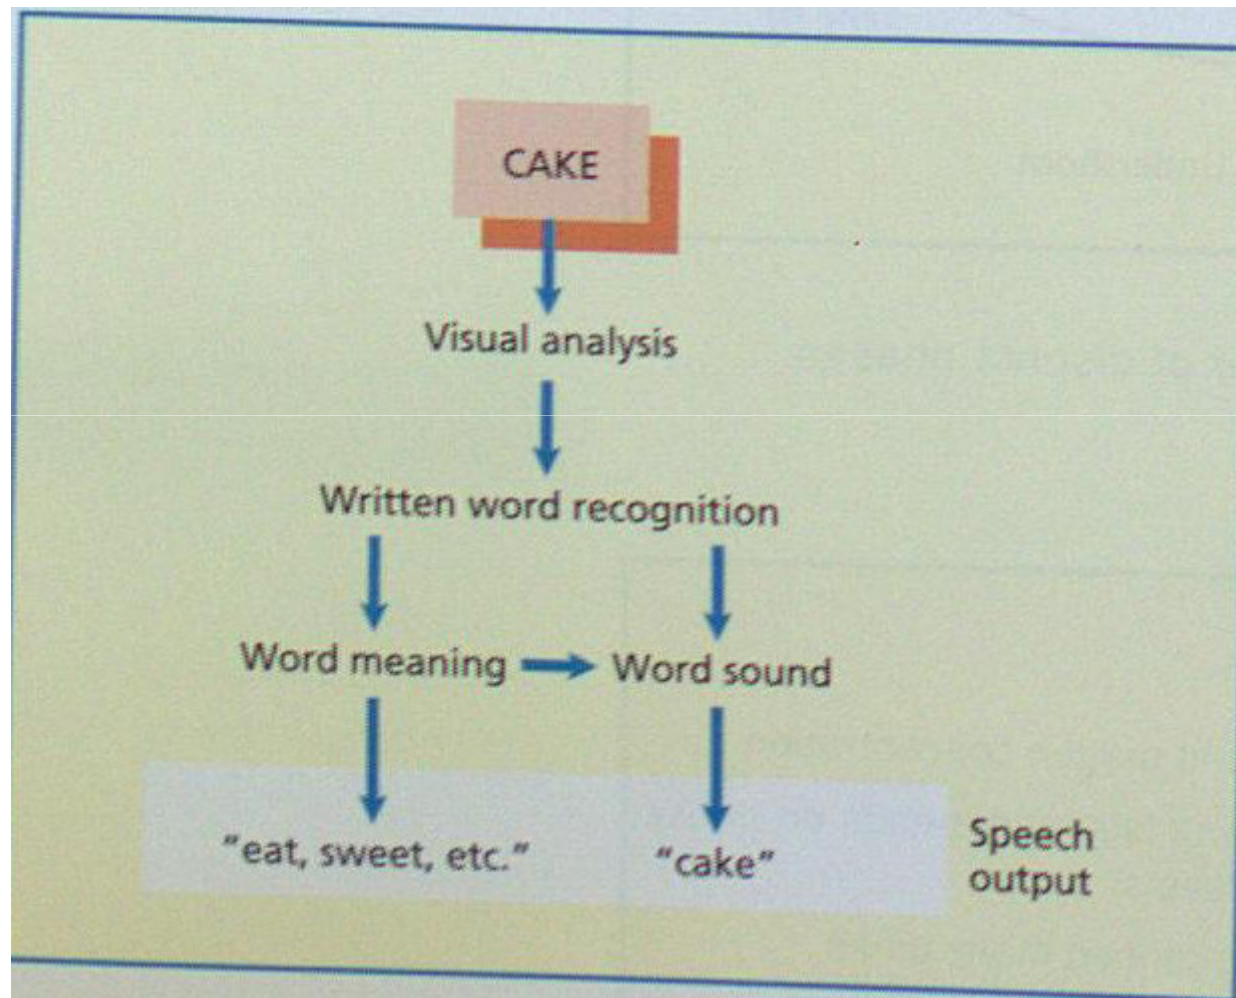 CAKE
Visual analysis
Written word recognition
Word meaning
Word sound
"eat, sweet, etc."
"cake"
Speech
output